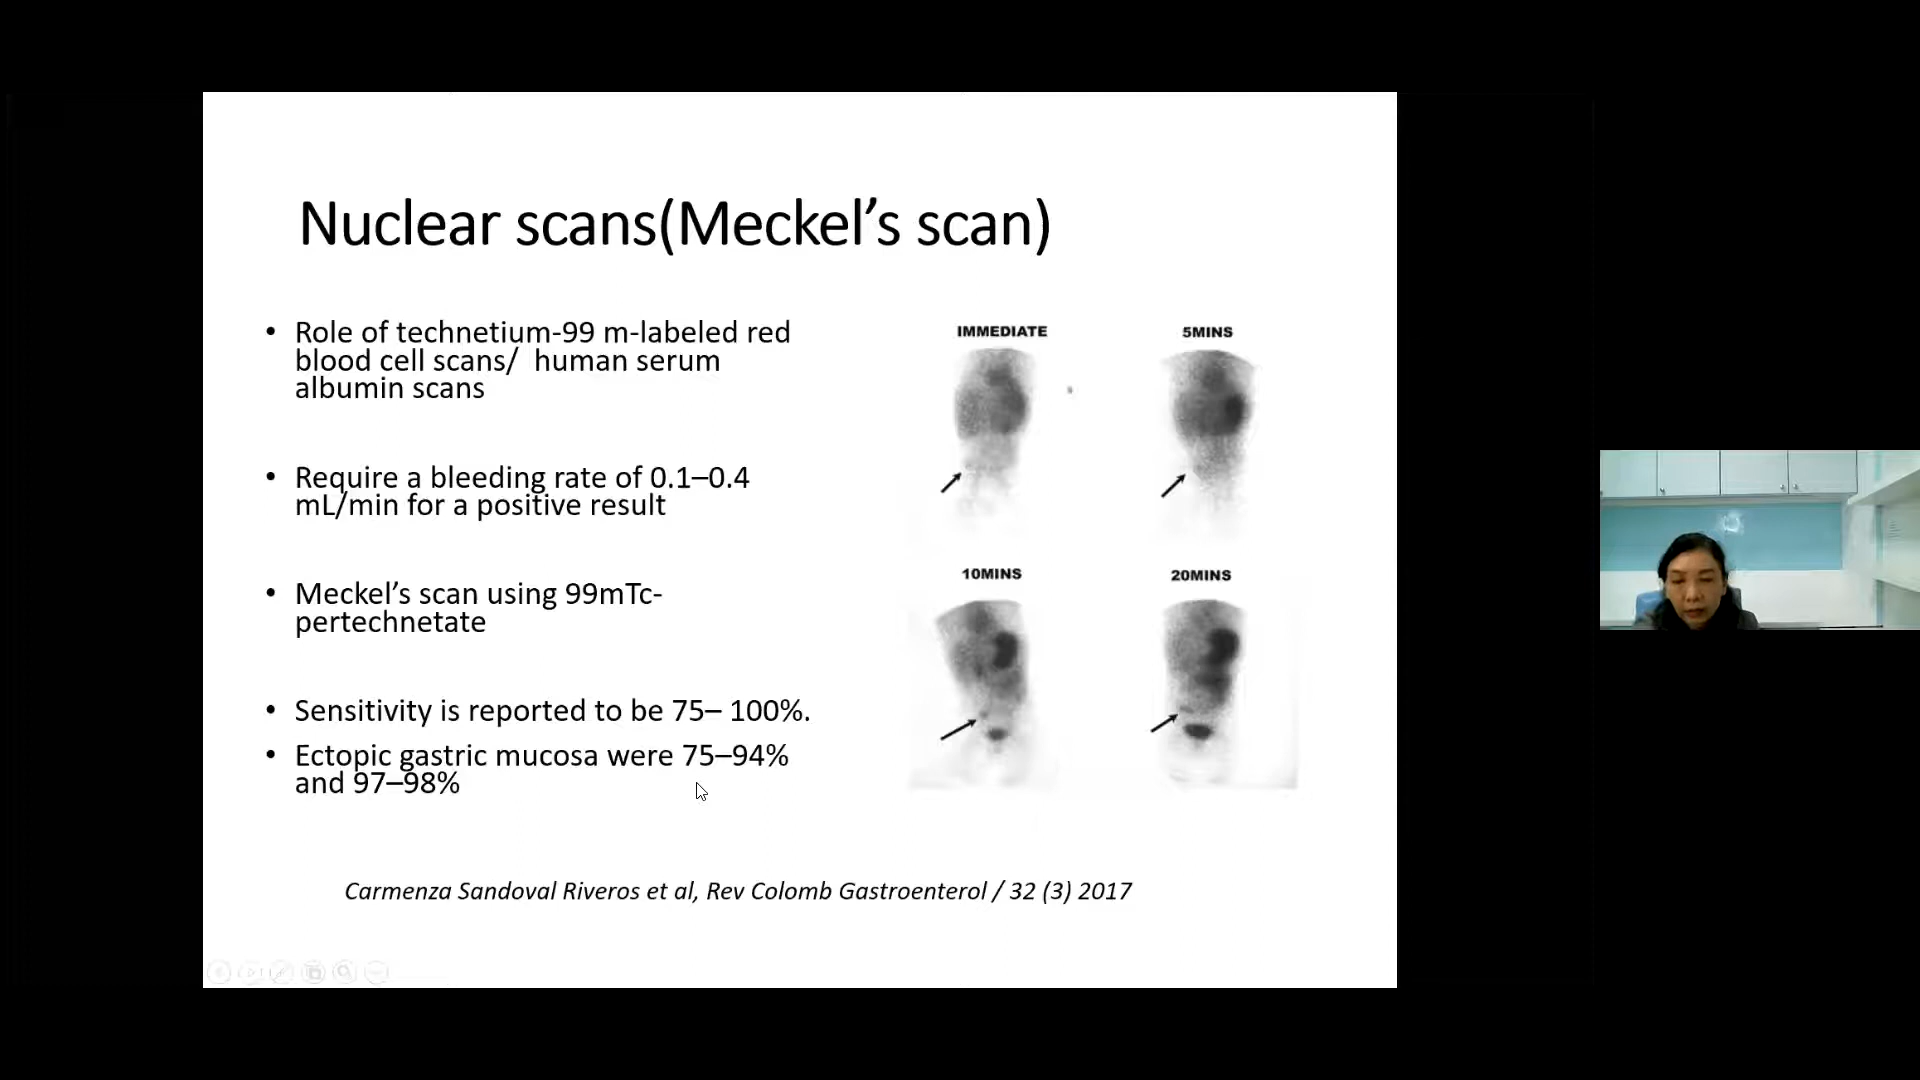 Nuclear scans(Meckel’s scan)
• Role of technetium-99 m-labeled red
blood cell scans/ human serum
albumin scans
• Require a bleeding rate of 0.1–0.4
mL/min for a positive result
• Meckel’s scan using 99mTc-
pertechnetate
• Sensitivity is reported to be 75– 100%.
• Ectopic gastric mucosa were 75–94%
and 97–98%
IMMEDIATE
5MINS
10MINS
20MINS
Carmenza Sandoval Riveros et al, Rev Colomb Gastroenterol / 32 (3) 2017